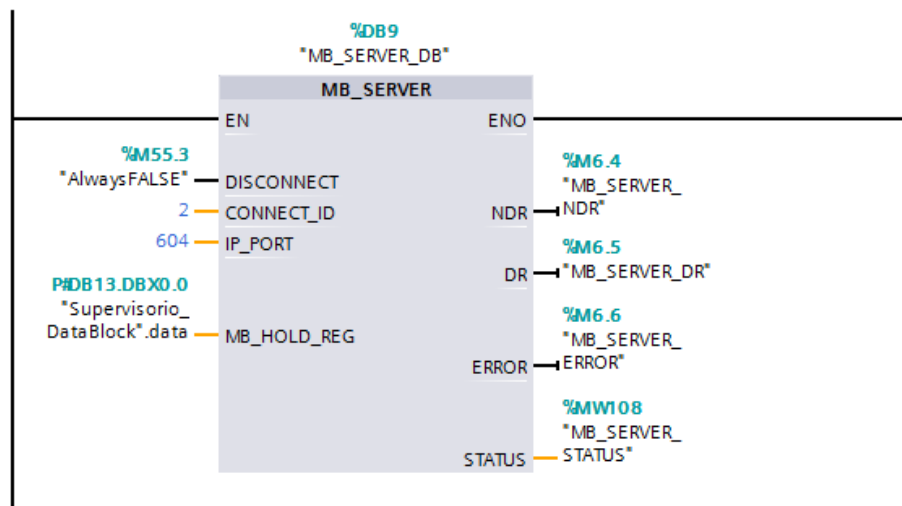 %DB9
"MB_SERVER_DB"
MB_SERVER
EN
ENO
%M55.3
"AlwaysFALSE"
DISCONNECT
2
CONNECT_ID
604
IP_PORT
P#DB13.DBX0.0
"Supervisorio_
DataBlock".data
MB_HOLD_REG
%M6.4
"MB_SERVER_
NDR"
NDR
%M6.5
"MB_SERVER_DR"
DR
%M6.6
"MB_SERVER_
ERROR"
ERROR
%MW108
"MB_SERVER_
STATUS"
STATUS